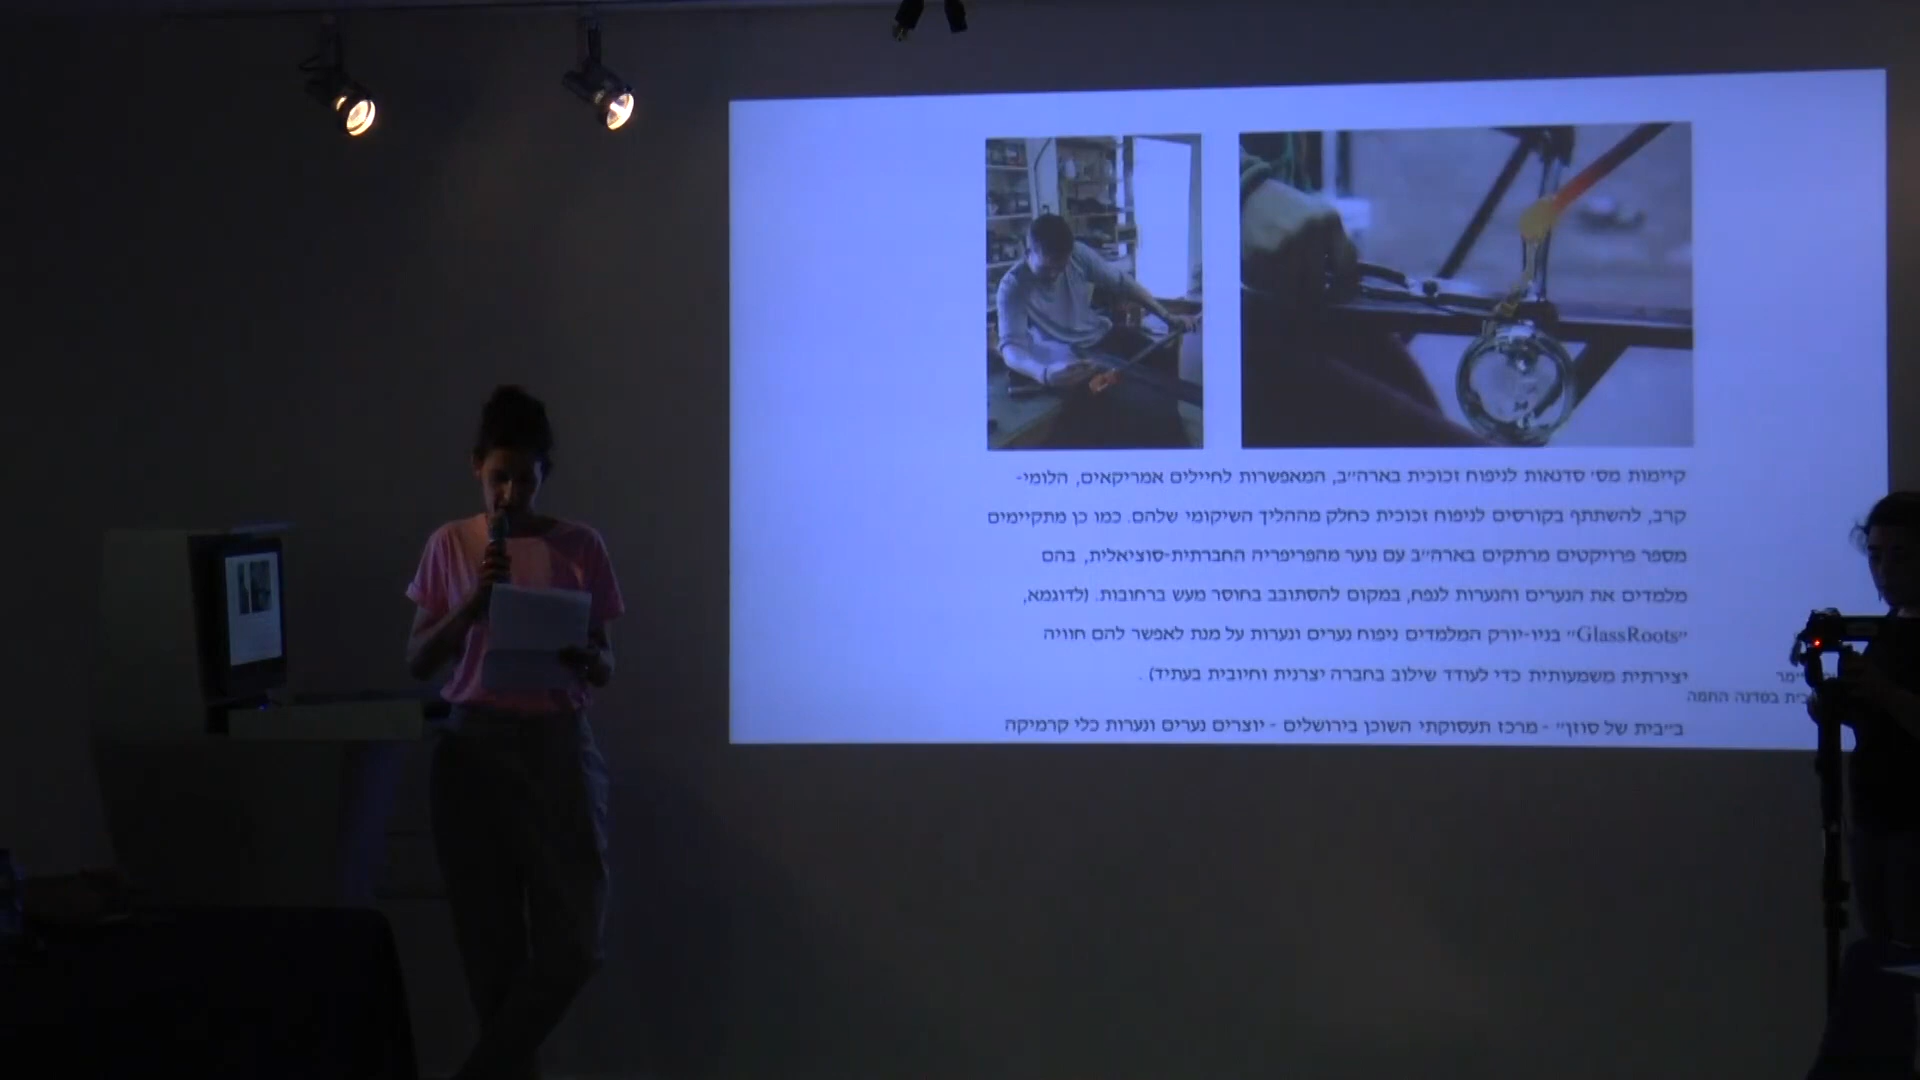 קיימות מס' סדנאות לניפוח זכוכית בארה״ב, המאפשרות לחיילים אמריקאים, הלומי-
קרב, להשתתף בקורסים לניפוח זכוכית כחלק מההליך השיקומי שלהם. כמו כן מתקיימים
מספר פרויקטים מרתקים בארה״ב עם נוער מהפריפריה החברתית-סוציאלית, בהם
מלמדים את הנערים והנערות לנפח, במקום להסתובב בחוסר מעש ברחובות. (לדוגמא,
״GlassRoots״ בניו-יורק המלמדים ניפוח נערים ונערות על מנת לאפשר להם חוויה
יצירתית משמעותית כדי לעודד שילוב בחברה יצרנית וחיובית בעתיד) .
ב״בית של סוזן״ - מרכז תעסוקתי השוכן בירושלים - יוצרים נערים ונערות כלי קרמיקה
בסדנה החמה